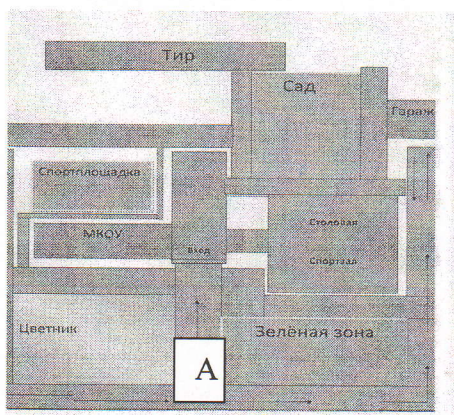 Тир
Сад
Гараж
Спортплощадка
Столовая
МКОУ
Вход
Спортзал
Цветник
Зелёная зона
А